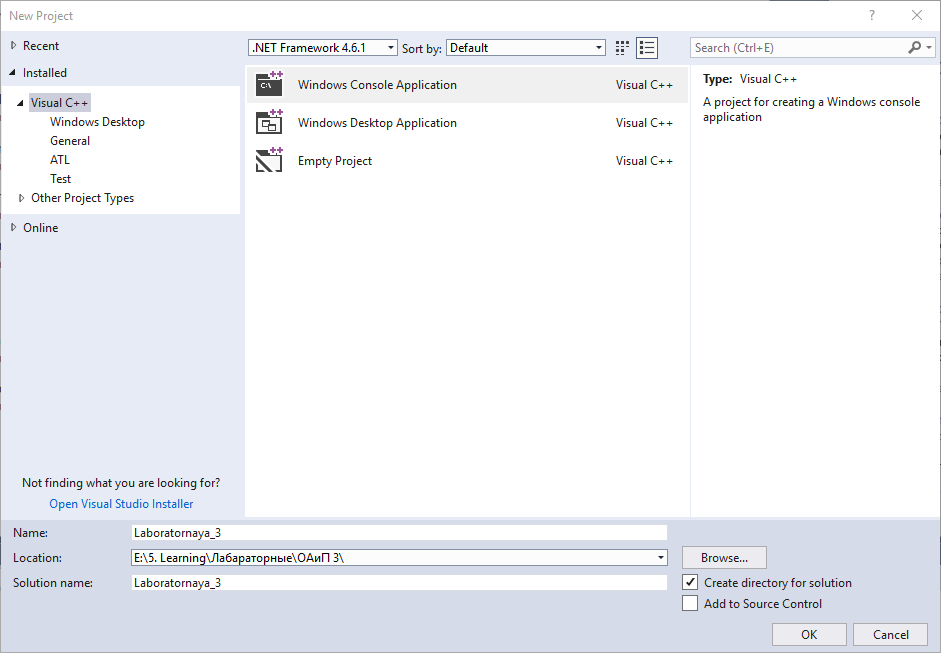 New Project
? 
Recent
.NET Framework 4.6.1 Sort by: Default
Search (Ctrl+E)
Installed
Visual C++
Windows Desktop
General
ATL
Test
Other Project Types
Online
Windows Console Application Visual C++
Windows Desktop Application Visual C++
Empty Project Visual C++
Type: Visual C++
A project for creating a Windows console
application
Not finding what you are looking for?
Open Visual Studio Installer
Name: Laboratornaya_3
Location: E:\5. Learning\Лабараторные\ОАиП 3\ Browse...
Solution name: Laboratornaya_3
Create directory for solution
Add to Source Control
OK Cancel